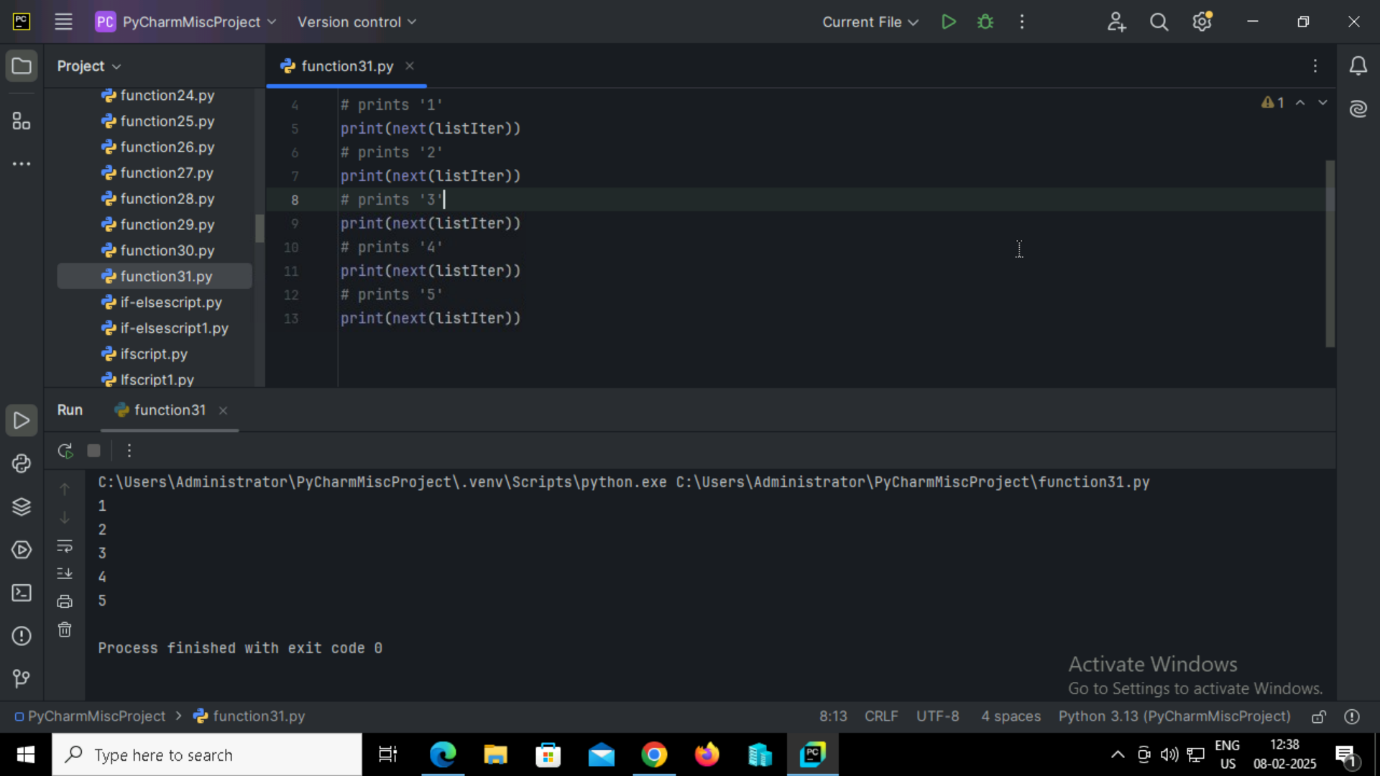 PC PyCharmMiscProject Version control Current File
Project
function31.py
function24.py
function25.py
function26.py
function27.py
function28.py
function29.py
function30.py
function31.py
if-elsescript.py
if-elsescript1.py
ifscript.py
Ifscript1.py
1
4 # prints '1'
5 print(next(listIter))
6 # prints '2'
7 print(next(listIter))
8 # prints '3'
9 print(next(listIter))
10 # prints '4'
11 print(next(listIter))
12 # prints '5'
13 print(next(listIter))
Run function31
C:\Users\Administrator\PyCharmMiscProject\.venv\Scripts\python.exe C:\Users\Administrator\PyCharmMiscProject\function31.py
1
2
3
4
5
Process finished with exit code 0
Activate Windows
Go to Settings to activate Windows.
PyCharmMiscProject > function31.py 8:13 CRLF UTF-8 4 spaces Python 3.13 (PyCharmMiscProject)
Type here to search
PC
ENG
US
12:38
08-02-2025
1